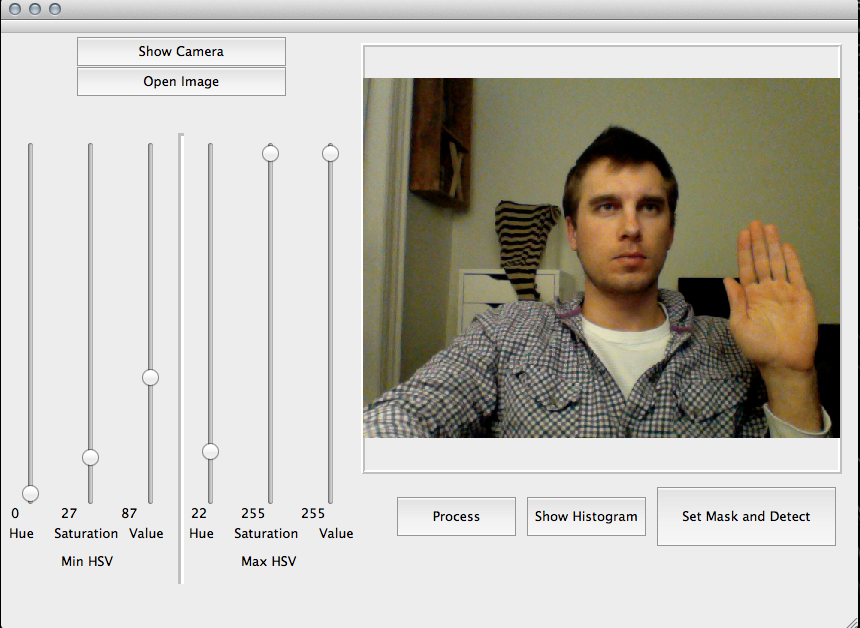 Show Camera
Open Image
0 27 87 22 255 255
Hue Saturation Value Hue Saturation Value
Min HSV Max HSV
Process Show Histogram Set Mask and Detect